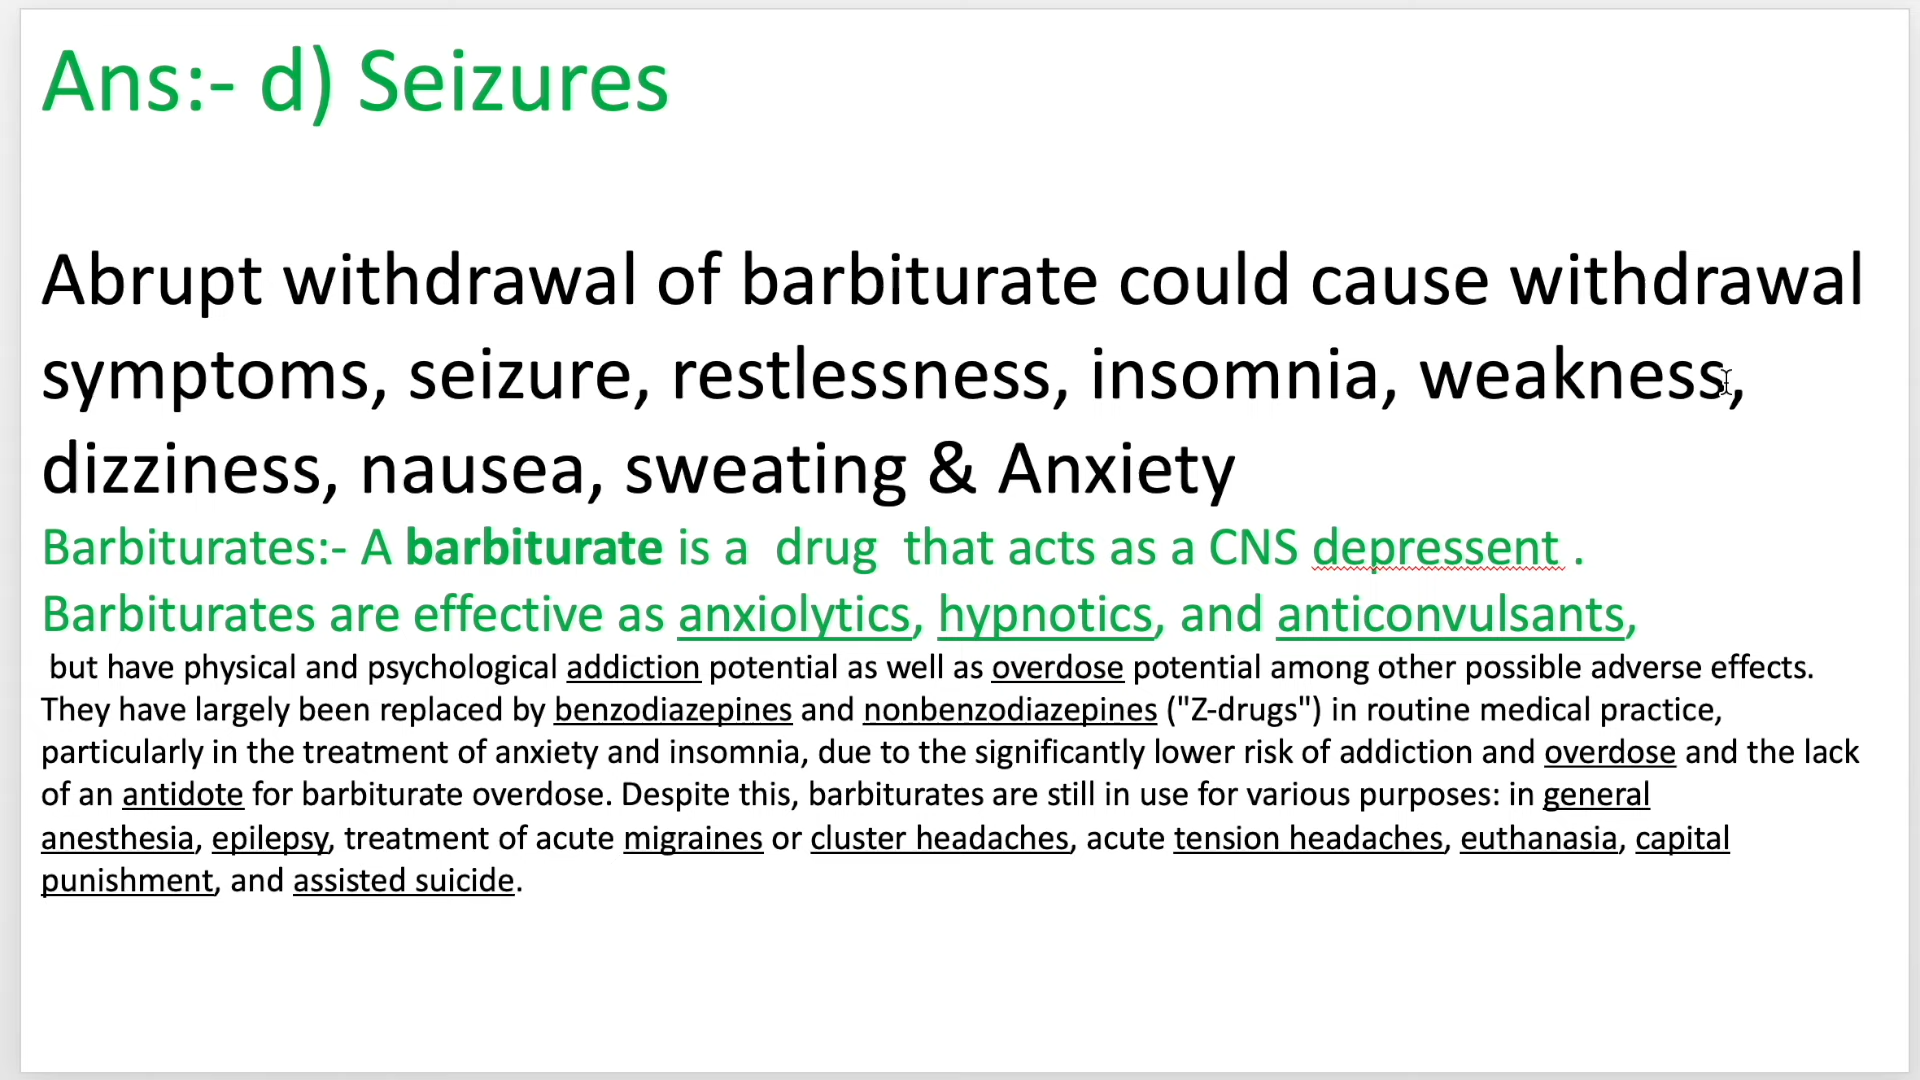 Ans:- d) Seizures
Abrupt withdrawal of barbiturate could cause withdrawal
symptoms, seizure, restlessness, insomnia, weakness,
dizziness, nausea, sweating & Anxiety
Barbiturates:- A barbiturate is a  drug  that acts as a CNS depressent .
Barbiturates are effective as anxiolytics, hypnotics, and anticonvulsants,
but have physical and psychological addiction potential as well as overdose potential among other possible adverse effects.
They have largely been replaced by benzodiazepines and nonbenzodiazepines ("Z-drugs") in routine medical practice,
particularly in the treatment of anxiety and insomnia, due to the significantly lower risk of addiction and overdose and the lack
of an antidote for barbiturate overdose. Despite this, barbiturates are still in use for various purposes: in general
anesthesia, epilepsy, treatment of acute migraines or cluster headaches, acute tension headaches, euthanasia, capital
punishment, and assisted suicide.